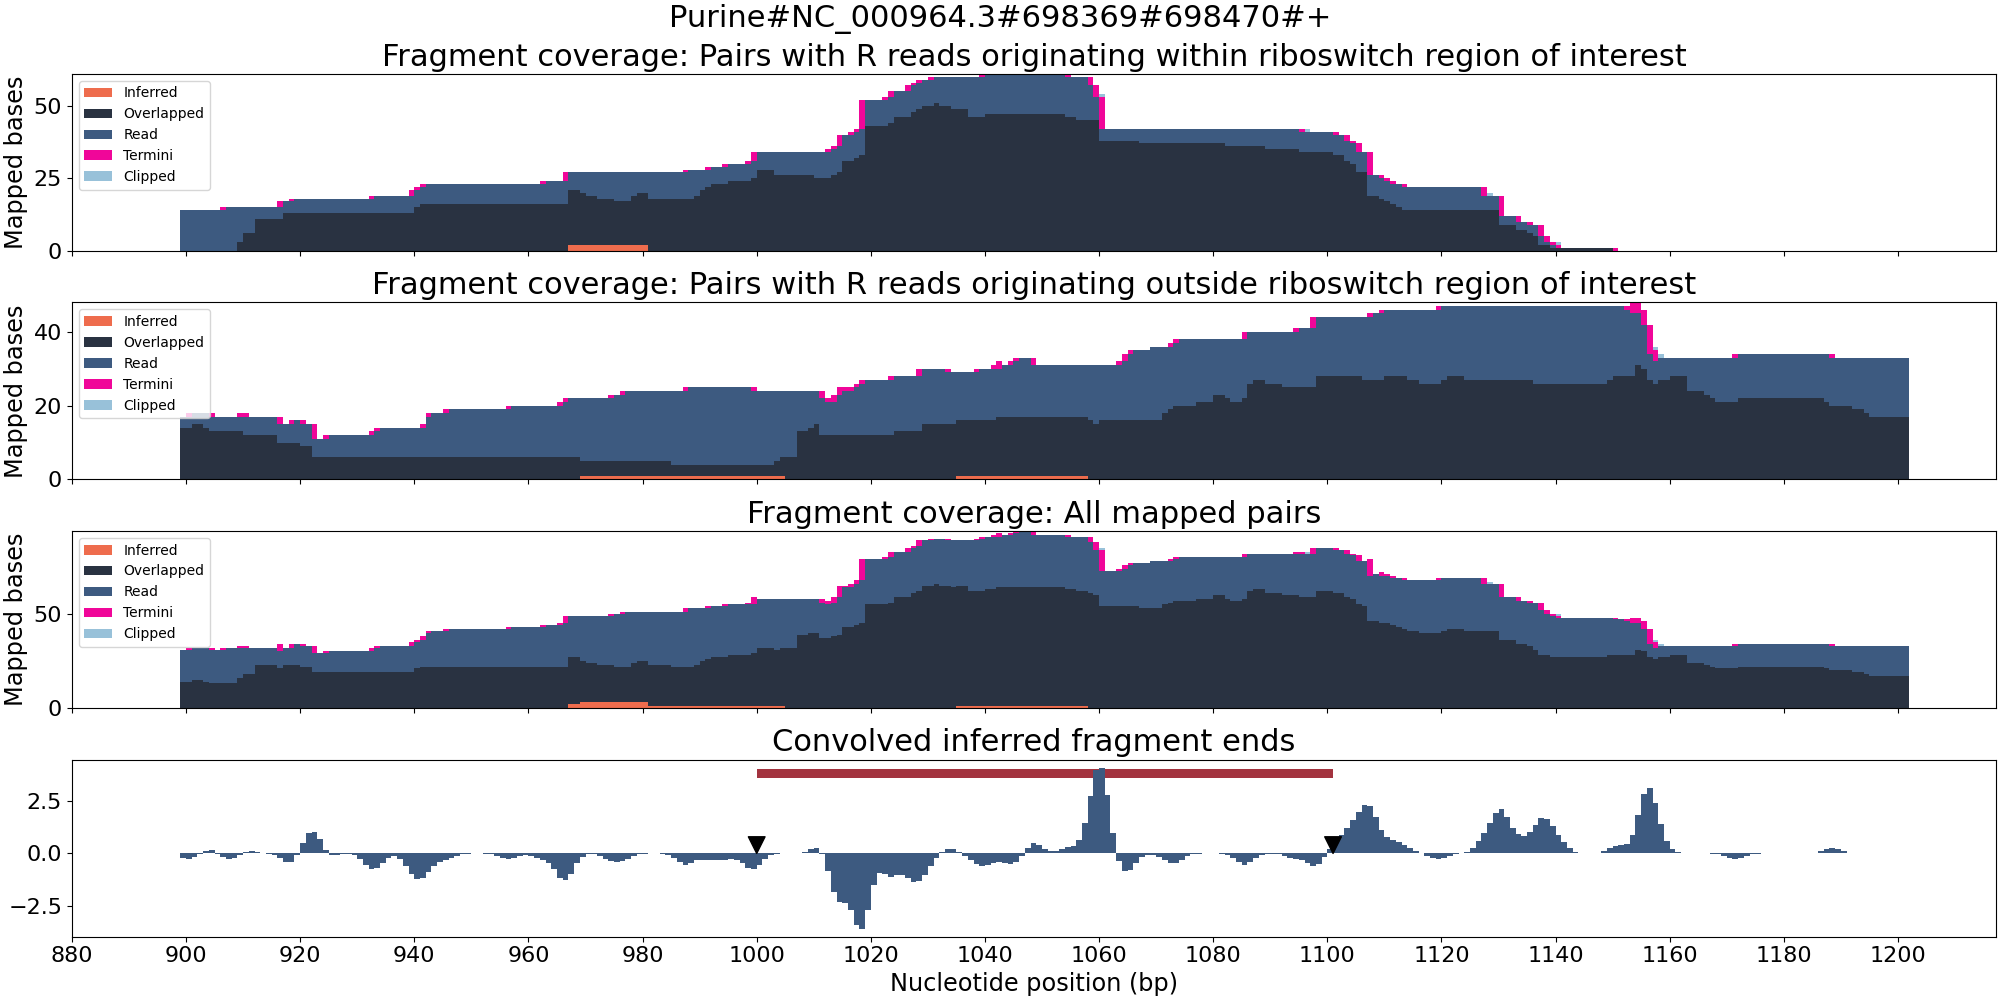 Purine#NC_000964.3#698369#698470#+
Fragment coverage: Pairs with R reads originating within riboswitch region of interest
Mapped bases
50
25
0
Inferred
Overlapped
Read
Termini
Clipped
Fragment coverage: Pairs with R reads originating outside riboswitch region of interest
Mapped bases
40
20
0
Inferred
Overlapped
Read
Termini
Clipped
Fragment coverage: All mapped pairs
Mapped bases
50
0
Inferred
Overlapped
Read
Termini
Clipped
Convolved inferred fragment ends
2.5
0.0
−2.5
880 900 920 940 960 980 1000 1020 1040 1060 1080 1100 1120 1140 1160 1180 1200
Nucleotide position (bp)